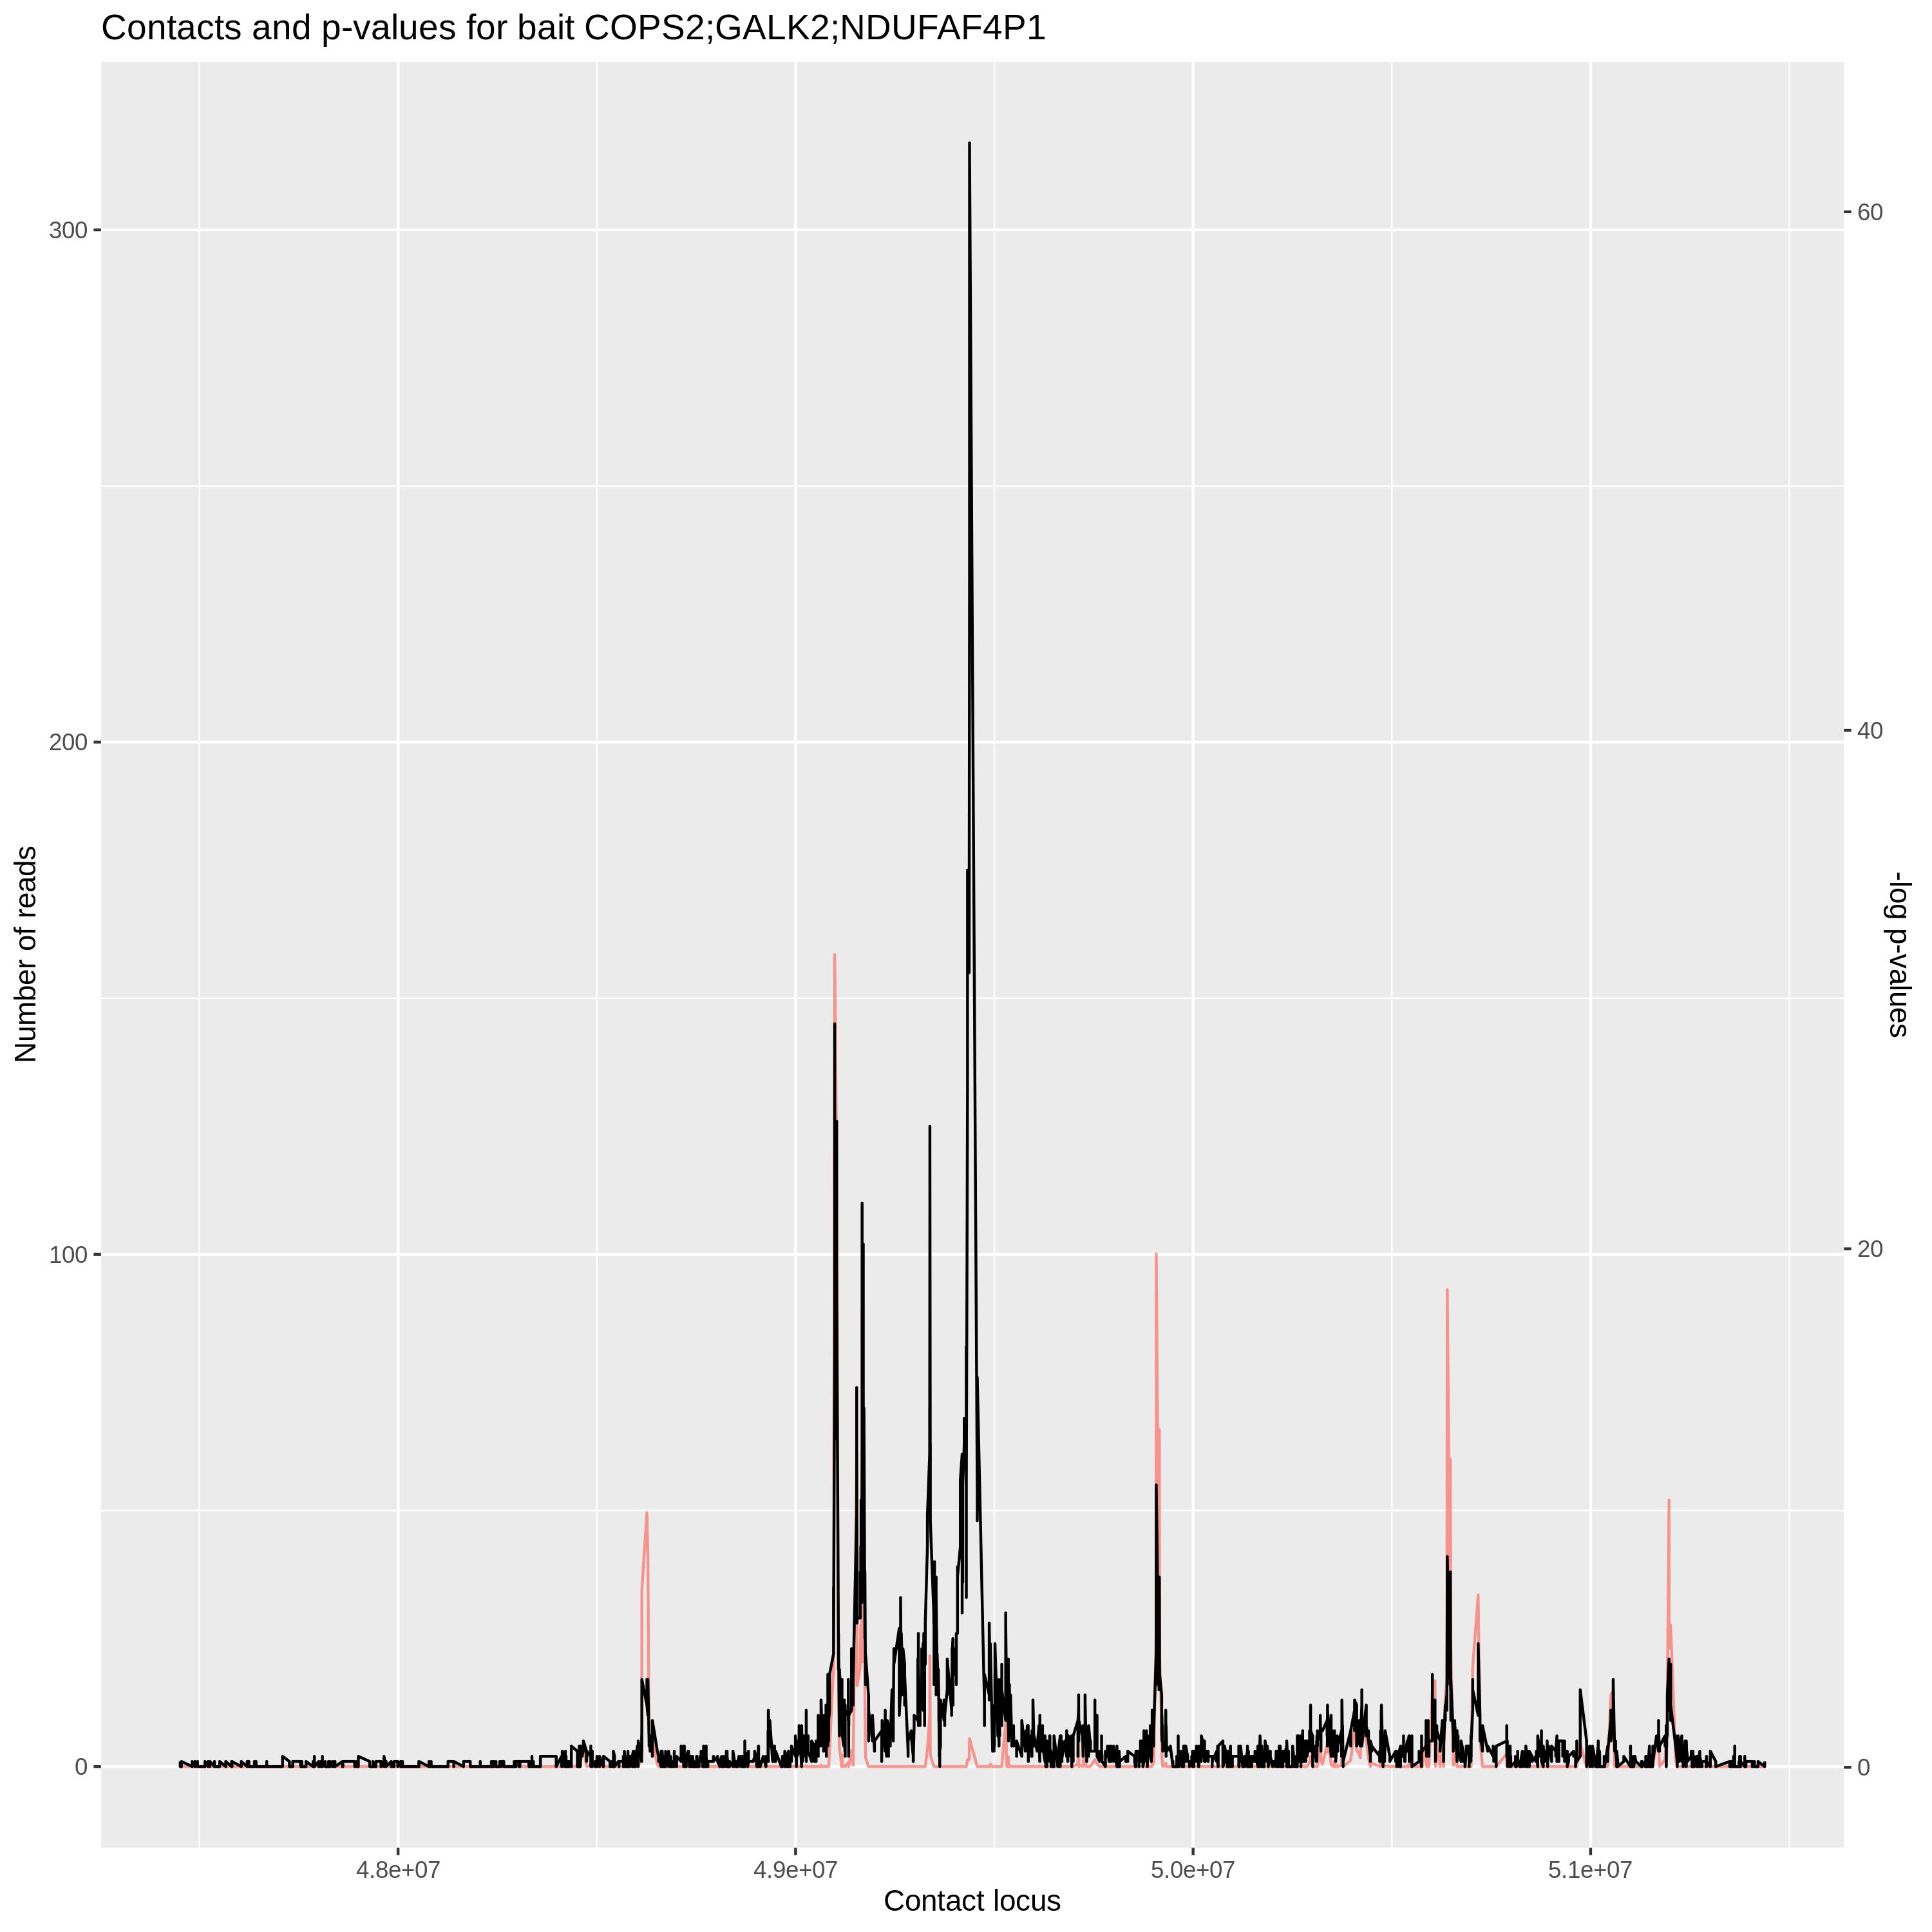 Contacts and p-values for bait COPS2;GALK2;NDUFAF4P1
300
200
100
0
Number of reads
60
40
20
0
-log p-values
4.8e+07
4.9e+07
5.0e+07
5.1e+07
Contact locus